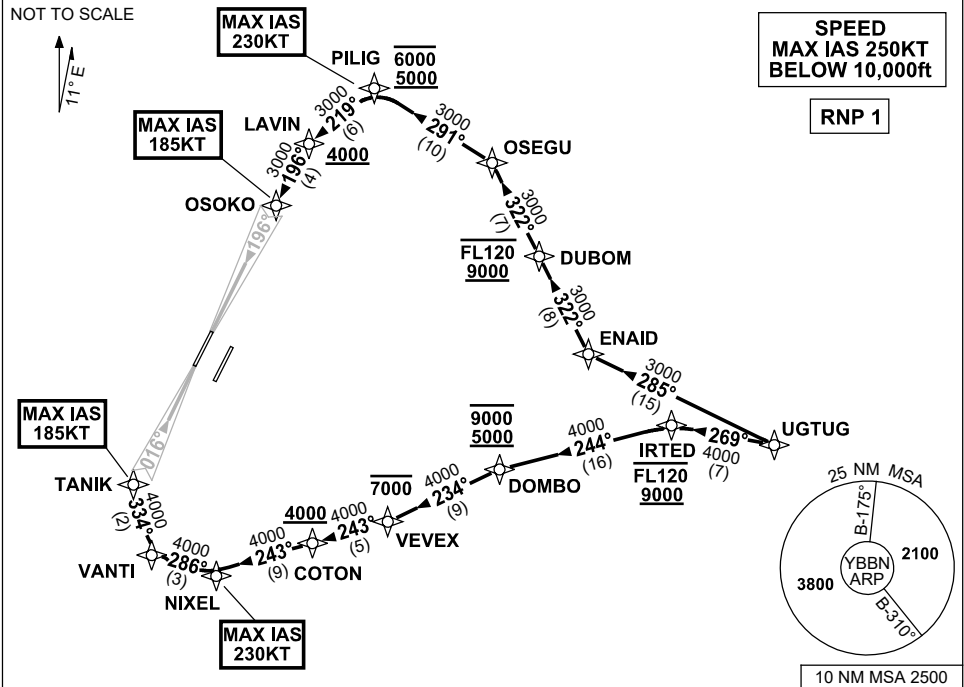 NOT TO SCALE
11° E
MAX IAS
230KT
PILIG
6000
5000
SPEED
MAX IAS 250KT
BELOW 10,000ft
RNP 1
3000
219°
(6)
3000
291°
(10)
LAVIN
4000
MAX IAS
185KT
3000
196°
(4)
OSEGU
OSOKO
196°
3000
322°
(7)
FL120
9000
DUBOM
3000
322°
(8)
ENAID
3000
285°
(15)
MAX IAS
185KT
016°
9000
5000
4000
244°
(16)
IRTED
FL120
9000
269°
4000
(7)
UGTUG
TANIK
4000
334°
(2)
7000
DOMBO
4000
234°
(9)
VEVEX
4000
4000
243°
(5)
COTON
4000
243°
(9)
VANTI
4000
286°
(3)
NIXEL
MAX IAS
230KT
25 NM MSA
B-175°
YBBN
ARP
2100
3800
B-310°
10 NM MSA 2500